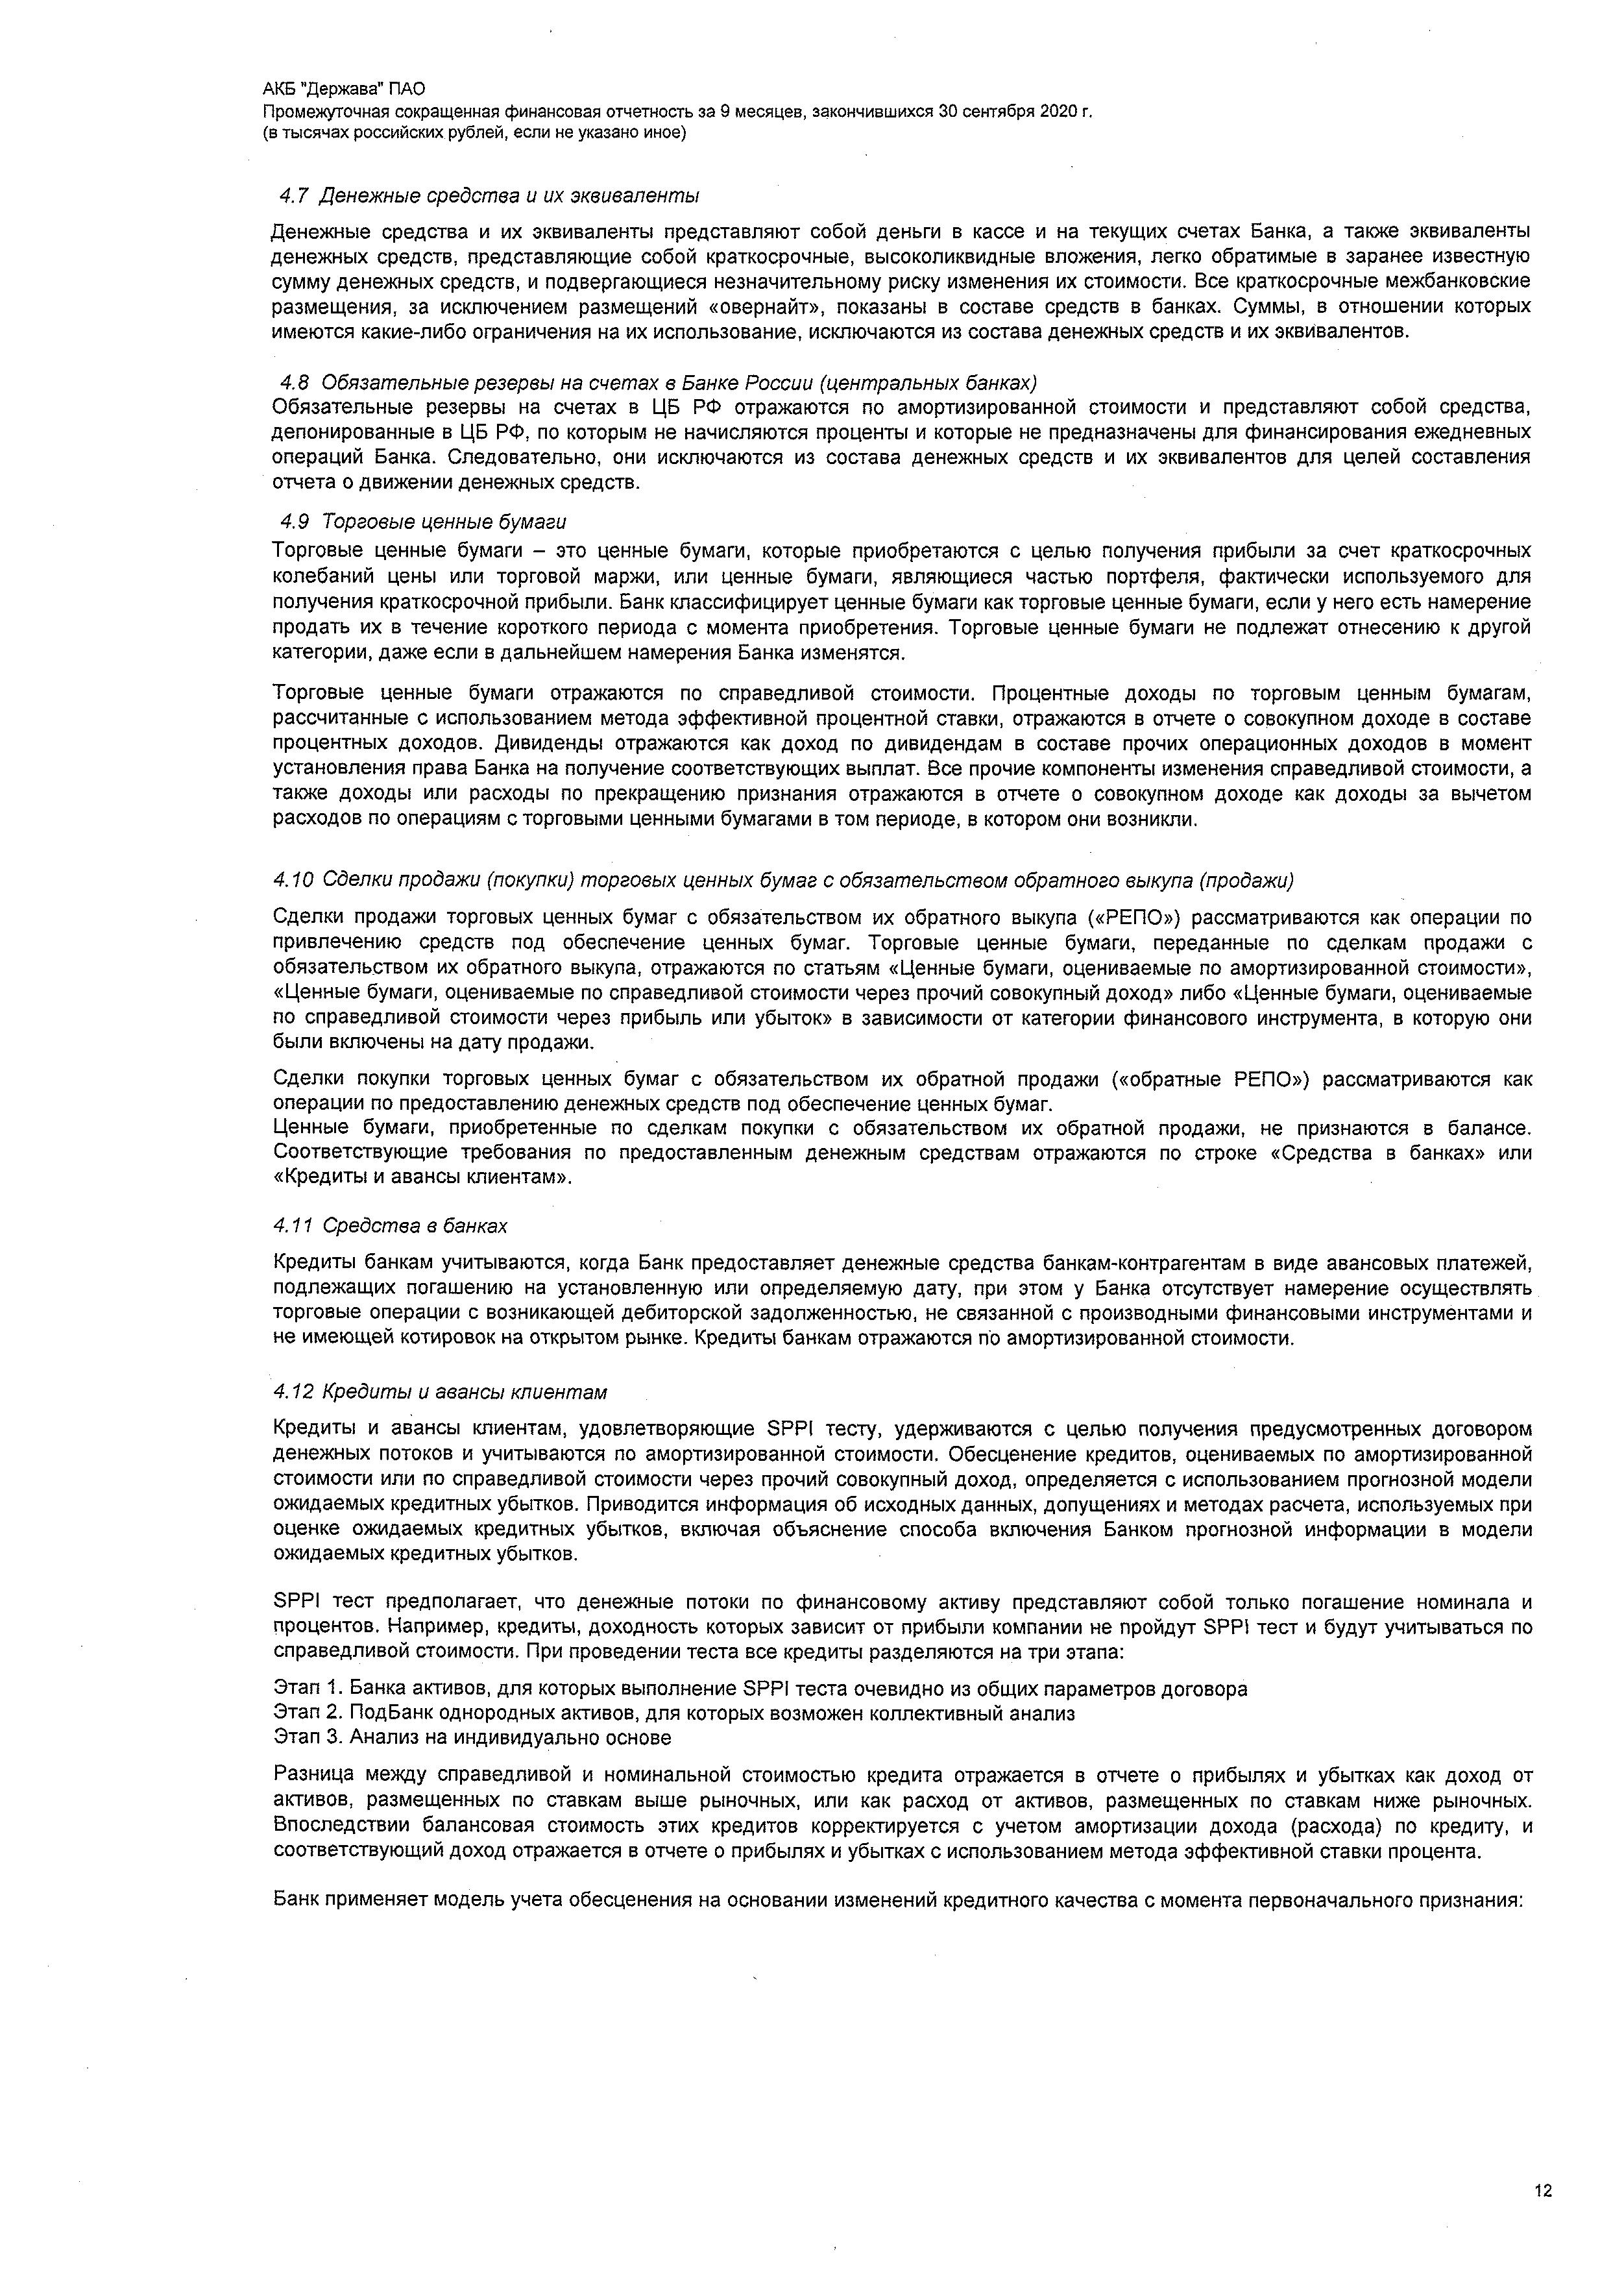 АКБ "Держава" ПАО
Промежуточная сокращенная финансовая отчетность за 9 месяцев, закончившихся 30 сентября 2020 г.
(в тысячах российских рублей, если не указано иное)
4.7 Денежные средства и их эквиваленты
Денежные средства и их эквиваленты представляют собой деньги в кассе и на текущих счетах Банка, а также эквиваленты
денежных средств, представляющие собой краткосрочные, высоколиквидные вложения, легко обратимые в заранее известную
сумму денежных средств, и подвергающиеся незначительному риску изменения их стоимости. Все краткосрочные межбанковские
размещения, за исключением размещений «овернайт», показаны в составе средств в банках. Суммы, в отношении которых
имеются какие-либо ограничения на их использование, исключаются из состава денежных средств и их эквивалентов.
4.8 Обязательные резервы на счетах в Банке России (центральных банках)
Обязательные резервы на счетах в ЦБ РФ отражаются по амортизированной стоимости и представляют собой средства,
депонированные в ЦБ РФ, по которым не начисляются проценты и которые не предназначены для финансирования ежедневных
операций Банка. Следовательно, они исключаются из состава денежных средств и их эквивалентов для целей составления
отчета о движении денежных средств.
4.9 Торговые ценные бумаги
Торговые ценные бумаги – это ценные бумаги, которые приобретаются с целью получения прибыли за счет краткосрочных
колебаний цены или торговой маржи, или ценные бумаги, являющиеся частью портфеля, фактически используемого для
получения краткосрочной прибыли. Банк классифицирует ценные бумаги как торговые ценные бумаги, если у него есть намерение
продать их в течение короткого периода с момента приобретения. Торговые ценные бумаги не подлежат отнесению к другой
категории, даже если в дальнейшем намерения Банка изменятся.
Торговые ценные бумаги отражаются по справедливой стоимости. Процентные доходы по торговым ценным бумагам,
рассчитанные с использованием метода эффективной процентной ставки, отражаются в отчете о совокупном доходе в составе
процентных доходов. Дивиденды отражаются как доход по дивидендам в составе прочих операционных доходов в момент
установления права Банка на получение соответствующих выплат. Все прочие компоненты изменения справедливой стоимости, а
также доходы или расходы по прекращению признания отражаются в отчете о совокупном доходе как доходы за вычетом
расходов по операциям с торговыми ценными бумагами в том периоде, в котором они возникли.
4.10 Сделки продажи (покупки) торговых ценных бумаг с обязательством обратного выкупа (продажи)
Сделки продажи торговых ценных бумаг с обязательством их обратного выкупа («РЕПО») рассматриваются как операции по
привлечению средств под обеспечение ценных бумаг. Торговые ценные бумаги, переданные по сделкам продажи с
обязательством их обратного выкупа, отражаются по статьям «Ценные бумаги, оцениваемые по амортизированной стоимости»,
«Ценные бумаги, оцениваемые по справедливой стоимости через прочий совокупный доход» либо «Ценные бумаги, оцениваемые
по справедливой стоимости через прибыль или убыток» в зависимости от категории финансового инструмента, в которую они
были включены на дату продажи.
Сделки покупки торговых ценных бумаг с обязательством их обратной продажи («обратные РЕПО») рассматриваются как
операции по предоставлению денежных средств под обеспечение ценных бумаг.
Ценные бумаги, приобретенные по сделкам покупки с обязательством их обратной продажи, не признаются в балансе.
Соответствующие требования по предоставленным денежным средствам отражаются по строке «Средства в банках» или
«Кредиты и авансы клиентам».
4.11 Средства в банках
Кредиты банкам учитываются, когда Банк предоставляет денежные средства банкам-контрагентам в виде авансовых платежей,
подлежащих погашению на установленную или определяемую дату, при этом у Банка отсутствует намерение осуществлять
торговые операции с возникающей дебиторской задолженностью, не связанной с производными финансовыми инструментами и
не имеющей котировок на открытом рынке. Кредиты банкам отражаются по амортизированной стоимости.
4.12 Кредиты и авансы клиентам
Кредиты и авансы клиентам, удовлетворяющие SPPI тесту, удерживаются с целью получения предусмотренных договором
денежных потоков и учитываются по амортизированной стоимости. Обесценение кредитов, оцениваемых по амортизированной
стоимости или по справедливой стоимости через прочий совокупный доход, определяется с использованием прогнозной модели
ожидаемых кредитных убытков. Приводится информация об исходных данных, допущениях и методах расчета, используемых при
оценке ожидаемых кредитных убытков, включая объяснение способа включения Банком прогнозной информации в модели
ожидаемых кредитных убытков.
SPPI тест предполагает, что денежные потоки по финансовому активу представляют собой только погашение номинала и
процентов. Например, кредиты, доходность которых зависит от прибыли компании не пройдут SPPI тест и будут учитываться по
справедливой стоимости. При проведении теста все кредиты разделяются на три этапа:
Этап 1. Банка активов, для которых выполнение SPPI теста очевидно из общих параметров договора
Этап 2. ПодБанк однородных активов, для которых возможен коллективный анализ
Этап 3. Анализ на индивидуально основе
Разница между справедливой и номинальной стоимостью кредита отражается в отчете о прибылях и убытках как доход от
активов, размещенных по ставкам выше рыночных, или как расход от активов, размещенных по ставкам ниже рыночных.
Впоследствии балансовая стоимость этих кредитов корректируется с учетом амортизации дохода (расхода) по кредиту, и
соответствующий доход отражается в отчете о прибылях и убытках с использованием метода эффективной ставки процента.
Банк применяет модель учета обесценения на основании изменений кредитного качества с момента первоначального признания:
12